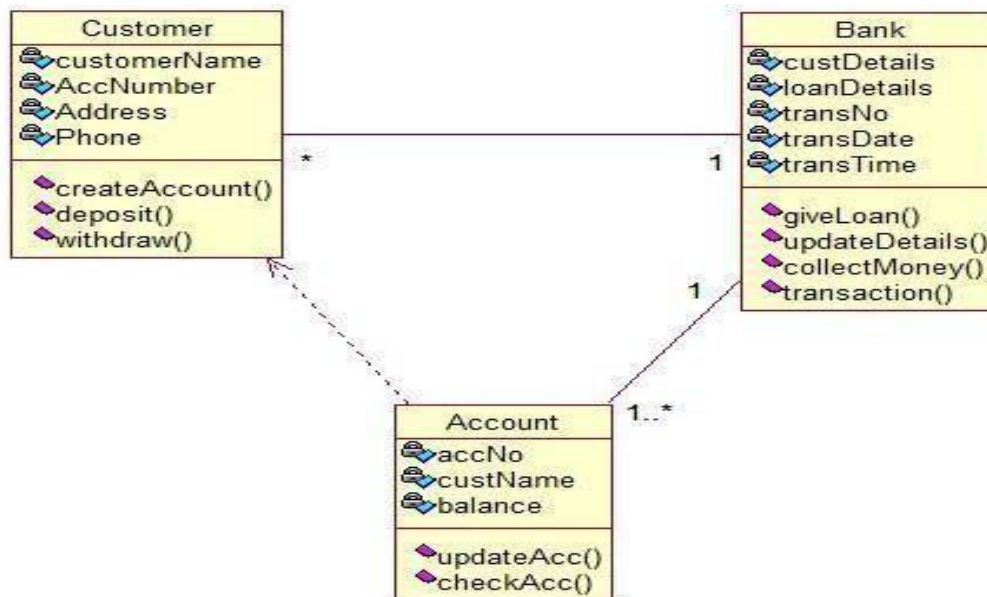 Customer
customerName
AccNumber
Address
Phone
createAccount()
deposit()
withdraw()
*
1
Bank
custDetails
loanDetails
transNo
transDate
transTime
giveLoan()
updateDetails()
collectMoney()
transaction()
1
1..*
Account
accNo
custName
balance
updateAcc()
checkAcc()